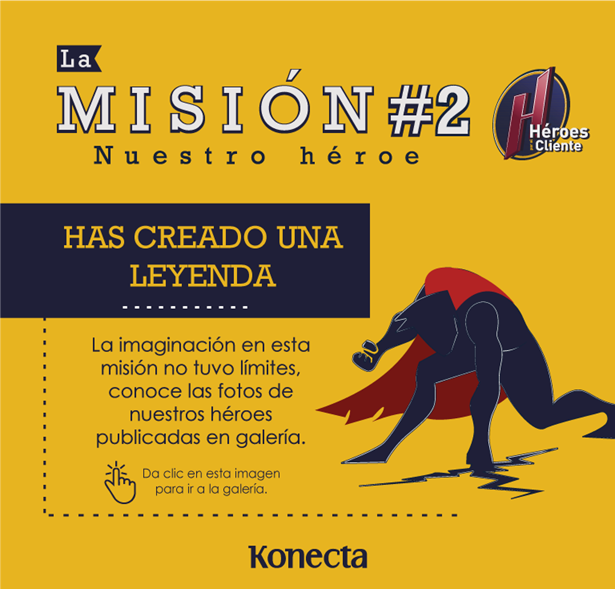 La
MISIÓN #2
Nuestro héroe
H
Héroes
Cliente
HAS CREADO UNA
LEYENDA
La imaginación en esta
misión no tuvo límites,
conoce las fotos de
nuestros héroes
publicadas en galería.
Da clic en esta imagen
para ir a la galería.
Konecta